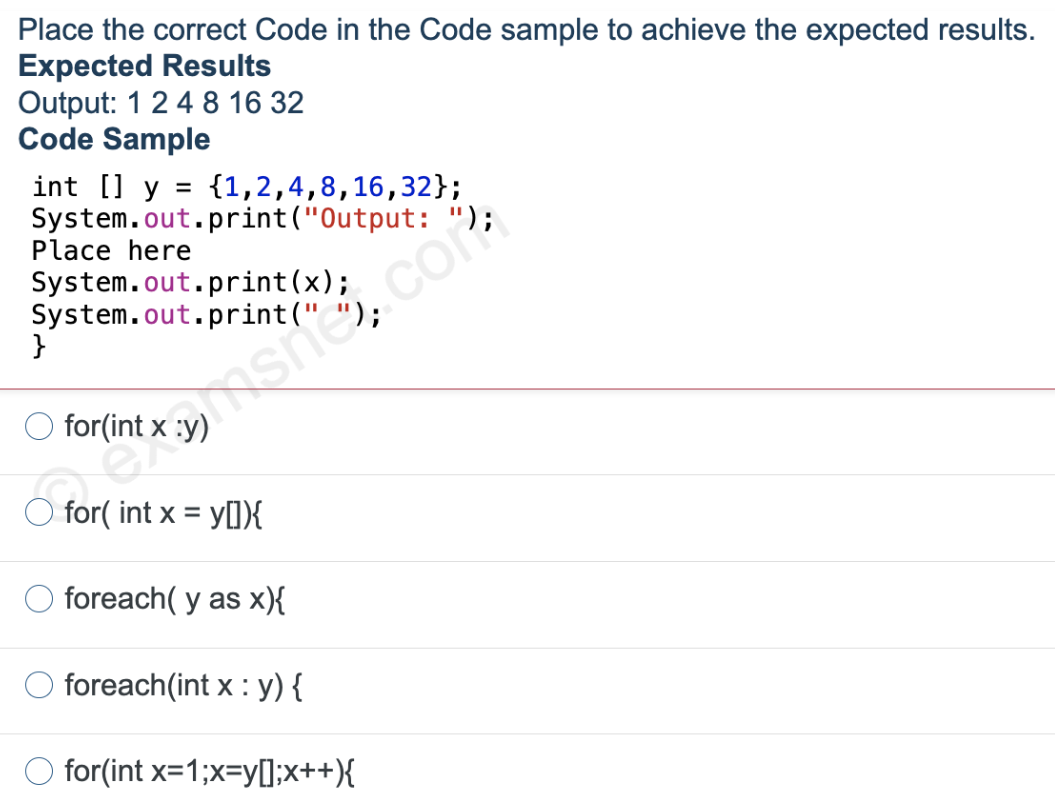 Place the correct Code in the Code sample to achieve the expected results.
Expected Results
Output: 1 2 4 8 16 32
Code Sample
int [] y = {1,2,4,8,16,32};
System.out.print("Output: ");
Place here
System.out.print(x);
System.out.print(" ");
}
© examsnet.com
for(int x :y)
for( int x = y[]){
foreach( y as x){
foreach(int x : y) {
for(int x=1;x=y[];x++){